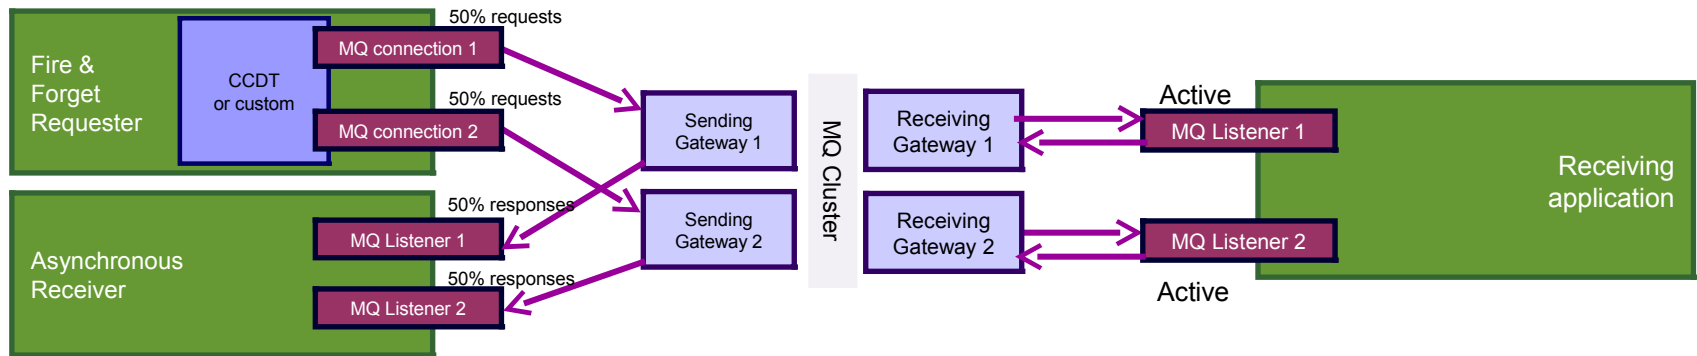 50% requests
MQ connection 1
Fire &
Forget
Requester
CCDT
or custom
50% requests
MQ connection 2
Sending
Gateway 1
MQ Cluster
Receiving
Gateway 1
Active
MQ Listener 1
Receiving
application
50% responses
MQ Listener 1
Sending
Gateway 2
Receiving
Gateway 2
MQ Listener 2
Active
Asynchronous
Receiver
50% responses
MQ Listener 2